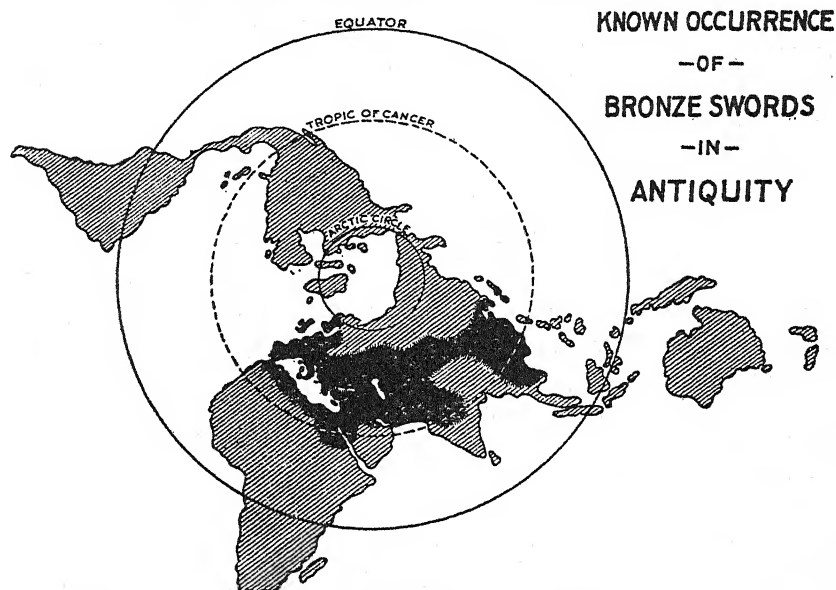 EQUATOR
KNOWN OCCURRENCE
-OF-
BRONZE SWORDS
-IN-
ANTIQUITY
TROPIC OF CANCER
ARCTIC CIRCLE